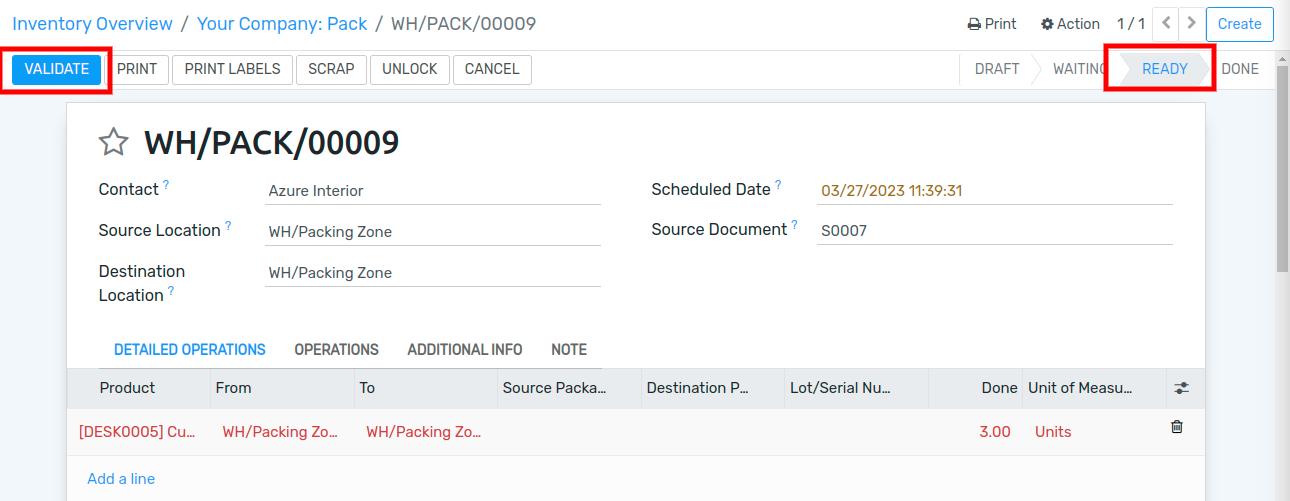 Inventory Overview / Your Company: Pack / WH/PACK/00009 Print Action 1 / 1 Create
VALIDATE PRINT PRINT LABELS SCRAP UNLOCK CANCEL DRAFT WAITING READY DONE
WH/PACK/00009
Contact ? Azure Interior Scheduled Date ? 03/27/2023 11:39:31
Source Location ? WH/Packing Zone Source Document ? S0007
Destination Location ? WH/Packing Zone
DETAILED OPERATIONS OPERATIONS ADDITIONAL INFO NOTE
Product From To Source Packa... Destination P... Lot/Serial Nu... Done Unit of Measu...
[DESK0005] Cu... WH/Packing Zo... WH/Packing Zo... 3.00 Units
Add a line